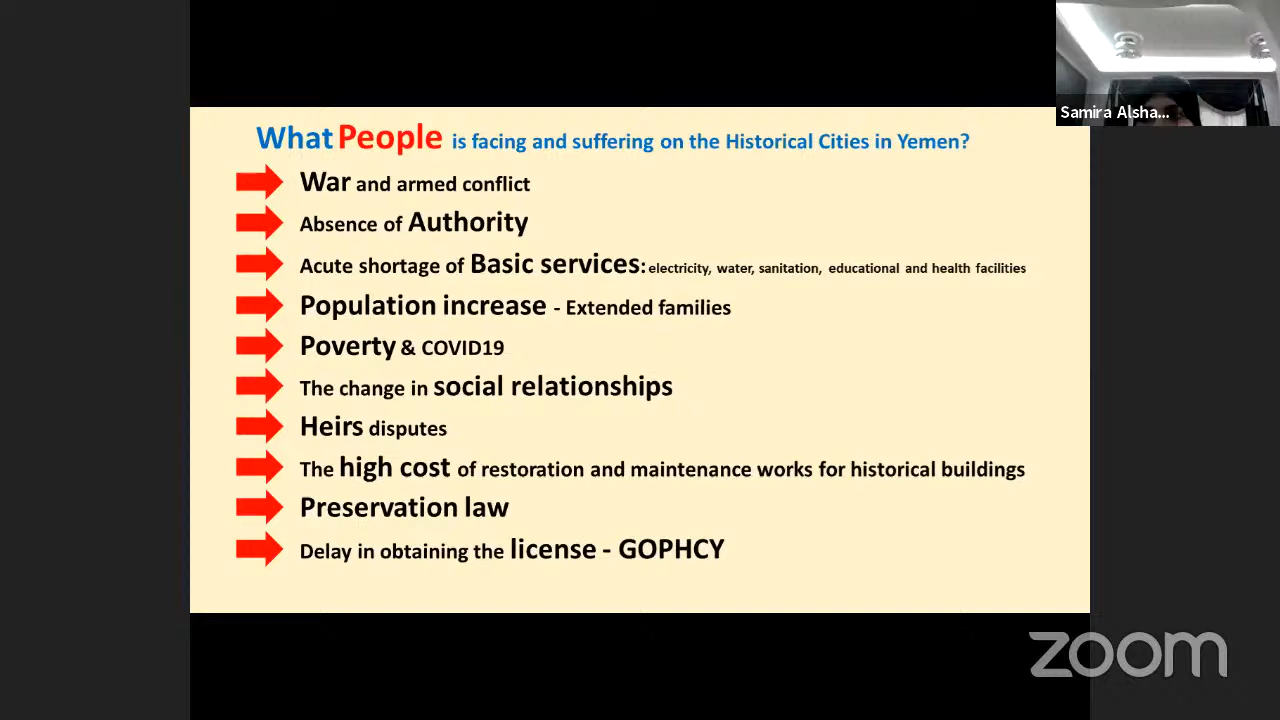 Samira Alsha...
What People is facing and suffering on the Historical Cities in Yemen?
War and armed conflict
Absence of Authority
Acute shortage of Basic services: electricity, water, sanitation, educational and health facilities
Population increase - Extended families
Poverty & COVID19
The change in social relationships
Heirs disputes
The high cost of restoration and maintenance works for historical buildings
Preservation law
Delay in obtaining the license - GOPHCY
zoom